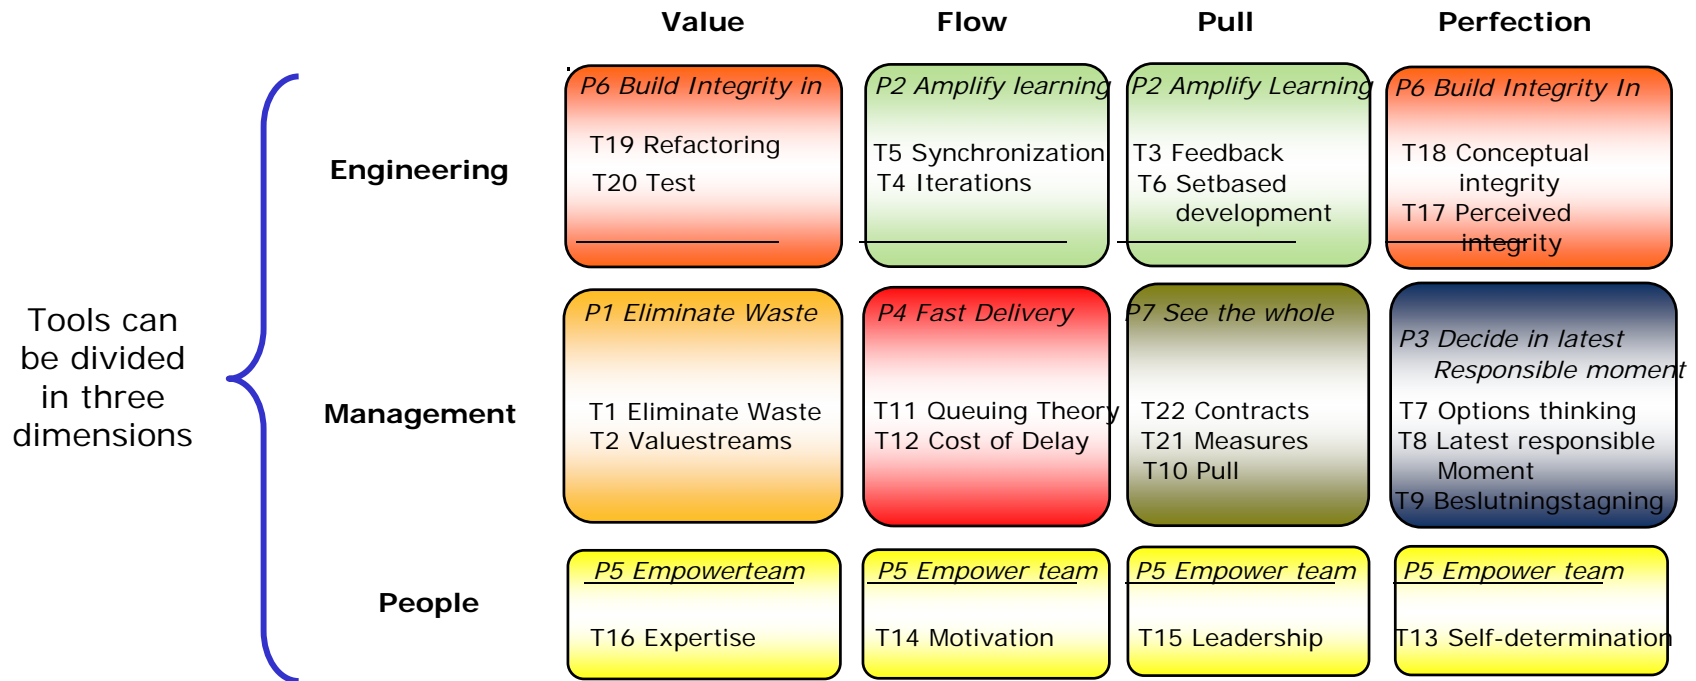 Value Flow Pull Perfection
Tools can
be divided
in three
dimensions
Engineering
P6 Build Integrity in
T19 Refactoring
T20 Test
P2 Amplify learning
T5 Synchronization
T4 Iterations
P2 Amplify Learning
T3 Feedback
T6 Setbased
development
P6 Build Integrity In
T18 Conceptual
integrity
T17 Perceived
integrity
Management
P1 Eliminate Waste
T1 Eliminate Waste
T2 Valuestreams
P4 Fast Delivery
T11 Queuing Theory
T12 Cost of Delay
P7 See the whole
T22 Contracts
T21 Measures
T10 Pull
P3 Decide in latest
Responsible moment
T7 Options thinking
T8 Latest responsible
Moment
T9 Beslutningstagning
People
P5 Empowerteam
T16 Expertise
P5 Empower team
T14 Motivation
P5 Empower team
T15 Leadership
P5 Empower team
T13 Self-determination